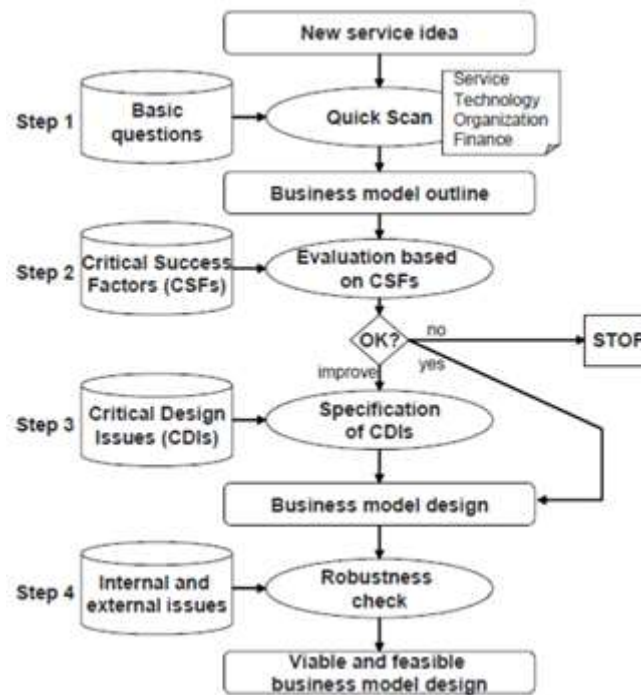 New service idea
Service
Technology
Organization
Finance
Step 1
Basic
questions
Quick Scan
Business model outline
Step 2
Critical Success
Factors (CSFs)
Evaluation based
on CSFs
OK?
no
STOP
yes
improve
Step 3
Critical Design
Issues (CDIs)
Specification
of CDIs
Business model design
Step 4
Internal and
external issues
Robustness
check
Viable and feasible
business model design